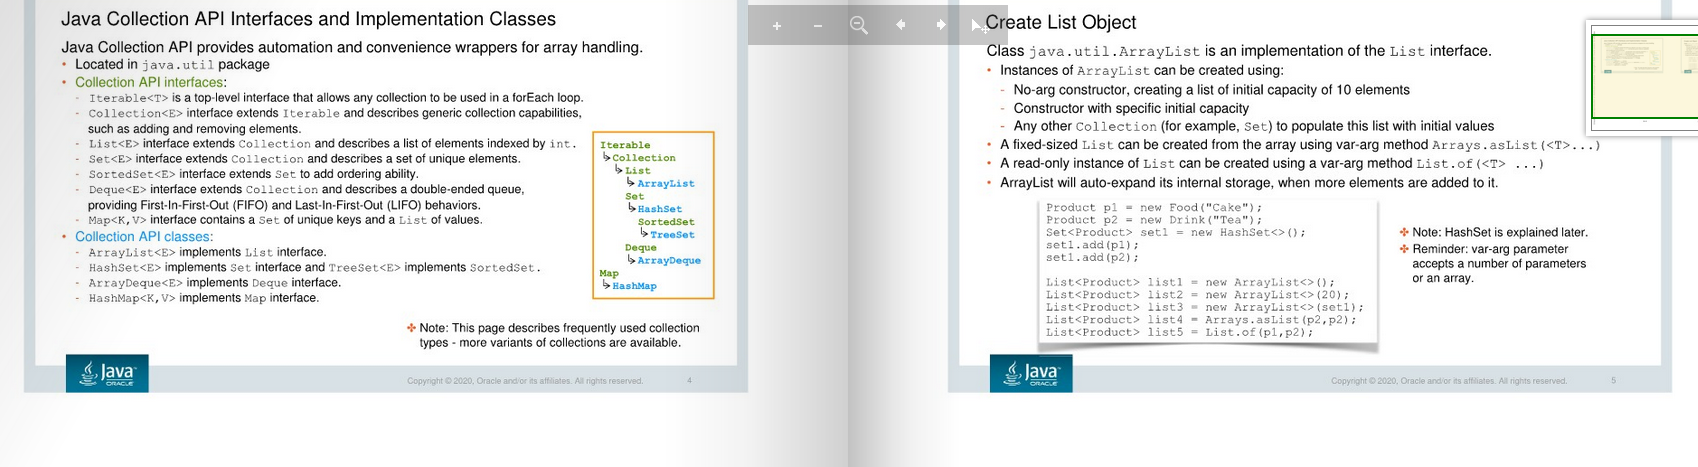 Java Collection API Interfaces and Implementation Classes
Java Collection API provides automation and convenience wrappers for array handling.
• Located in java.util package
• Collection API interfaces:
- Iterable<T> is a top-level interface that allows any collection to be used in a forEach loop.
- Collection<E> interface extends Iterable and describes generic collection capabilities,
such as adding and removing elements.
- List<E> interface extends Collection and describes a list of elements indexed by int.
- Set<E> interface extends Collection and describes a set of unique elements.
- SortedSet<E> interface extends Set to add ordering ability.
- Deque<E> interface extends Collection and describes a double-ended queue,
providing First-In-First-Out (FIFO) and Last-In-First-Out (LIFO) behaviors.
- Map<K,V> interface contains a Set of unique keys and a List of values.
• Collection API classes:
- ArrayList<E> implements List interface.
- HashSet<E> implements Set interface and TreeSet<E> implements SortedSet.
- ArrayDeque<E> implements Deque interface.
- HashMap<K,V> implements Map interface.
Iterable
↳Collection
↳List
↳ArrayList
Set
↳HashSet
SortedSet
↳TreeSet
Deque
↳ArrayDeque
Map
↳HashMap
✤ Note: This page describes frequently used collection
types - more variants of collections are available.
Java
ORACLE
Copyright © 2020, Oracle and/or its affiliates. All rights reserved. 4
Create List Object
Class java.util.ArrayList is an implementation of the List interface.
• Instances of ArrayList can be created using:
- No-arg constructor, creating a list of initial capacity of 10 elements
- Constructor with specific initial capacity
- Any other Collection (for example, Set) to populate this list with initial values
• A fixed-sized List can be created from the array using var-arg method Arrays.asList(<T>...)
• A read-only instance of List can be created using a var-arg method List.of(<T> ...)
• ArrayList will auto-expand its internal storage, when more elements are added to it.
Product p1 = new Food("Cake");
Product p2 = new Drink("Tea");
Set<Product> set1 = new HashSet<>();
set1.add(p1);
set1.add(p2);
List<Product> list1 = new ArrayList<>();
List<Product> list2 = new ArrayList<>(20);
List<Product> list3 = new ArrayList<>(set1);
List<Product> list4 = Arrays.asList(p2,p2);
List<Product> list5 = List.of(p1,p2);
✤ Note: HashSet is explained later.
✤ Reminder: var-arg parameter
accepts a number of parameters
or an array.
Java
ORACLE
Copyright © 2020, Oracle and/or its affiliates. All rights reserved. 5